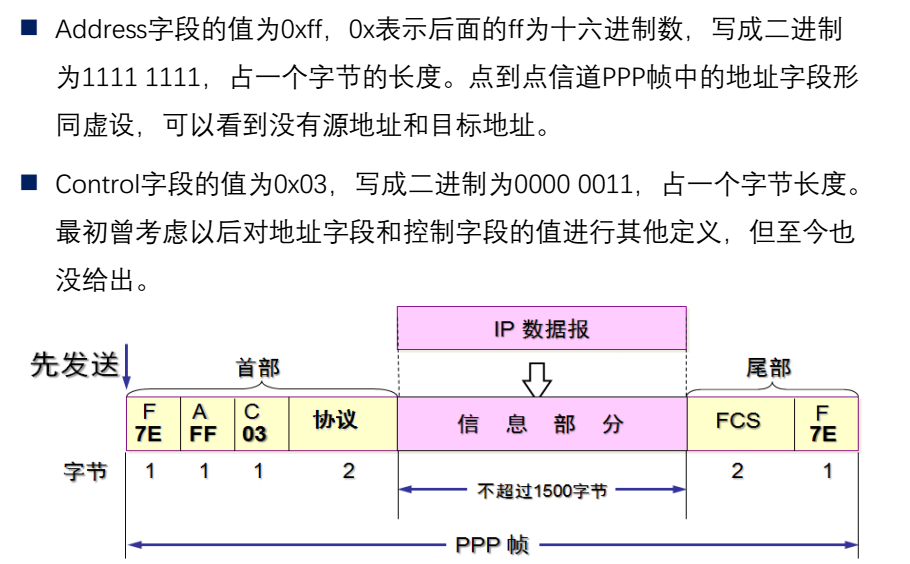 ■ Address字段的值为0xff，0x表示后面的ff为十六进制数，写成二进制
为1111 1111，占一个字节的长度。点到点信道PPP帧中的地址字段形
同虚设，可以看到没有源地址和目标地址。
■ Control字段的值为0x03，写成二进制为0000 0011，占一个字节长度。
最初曾考虑以后对地址字段和控制字段的值进行其他定义，但至今也
没给出。
IP 数据报
先发送 首部 尾部
F A C 协议 信息部分 FCS F
7E FF 03 7E
字节 1 1 1 2 不超过1500字节 2 1
PPP 帧